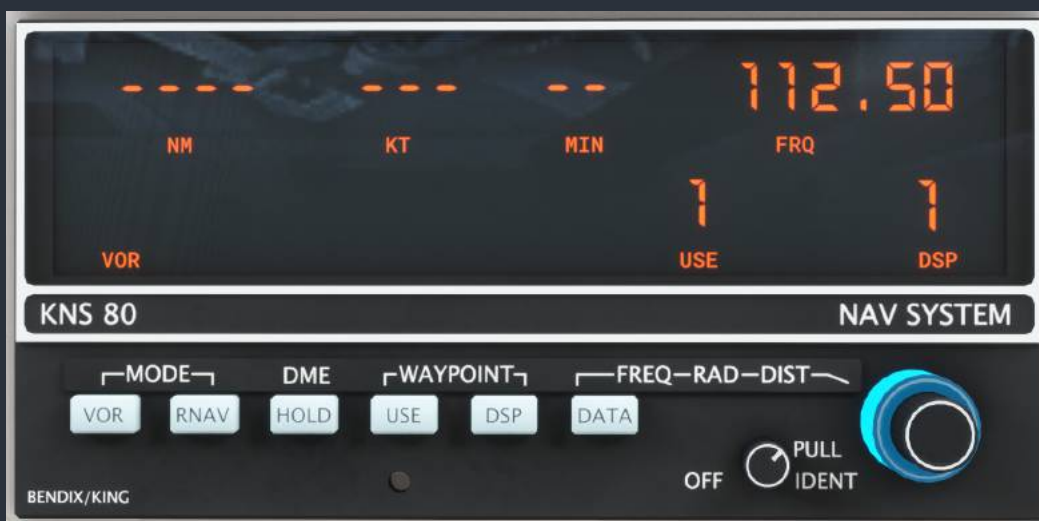 ---- --- -- 112.50
NM KT MIN FRQ
1 1
VOR USE DSP
KNS 80 NAV SYSTEM
MODE DME WAYPOINT FREQ-RAD-DIST
VOR RNAV HOLD USE DSP DATA
PULL
OFF IDENT
BENDIX/KING